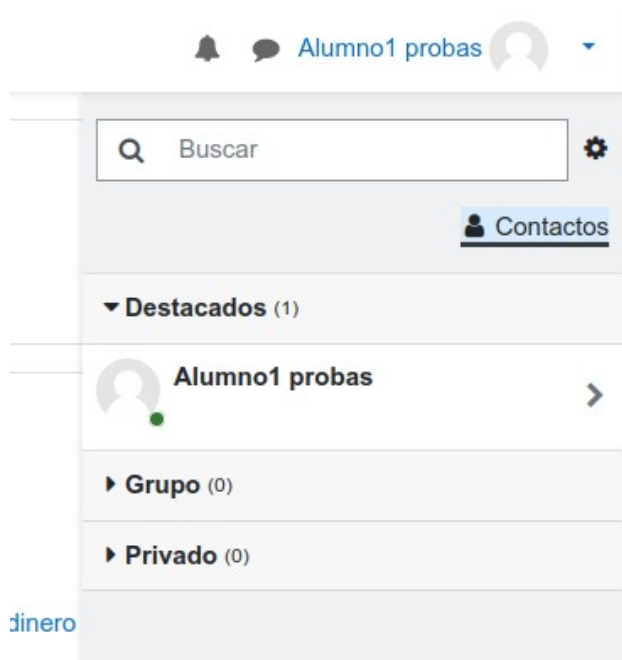 Alumno1 probas
Buscar
Contactos
Destacados (1)
Alumno1 probas
Grupo (0)
Privado (0)
dinero